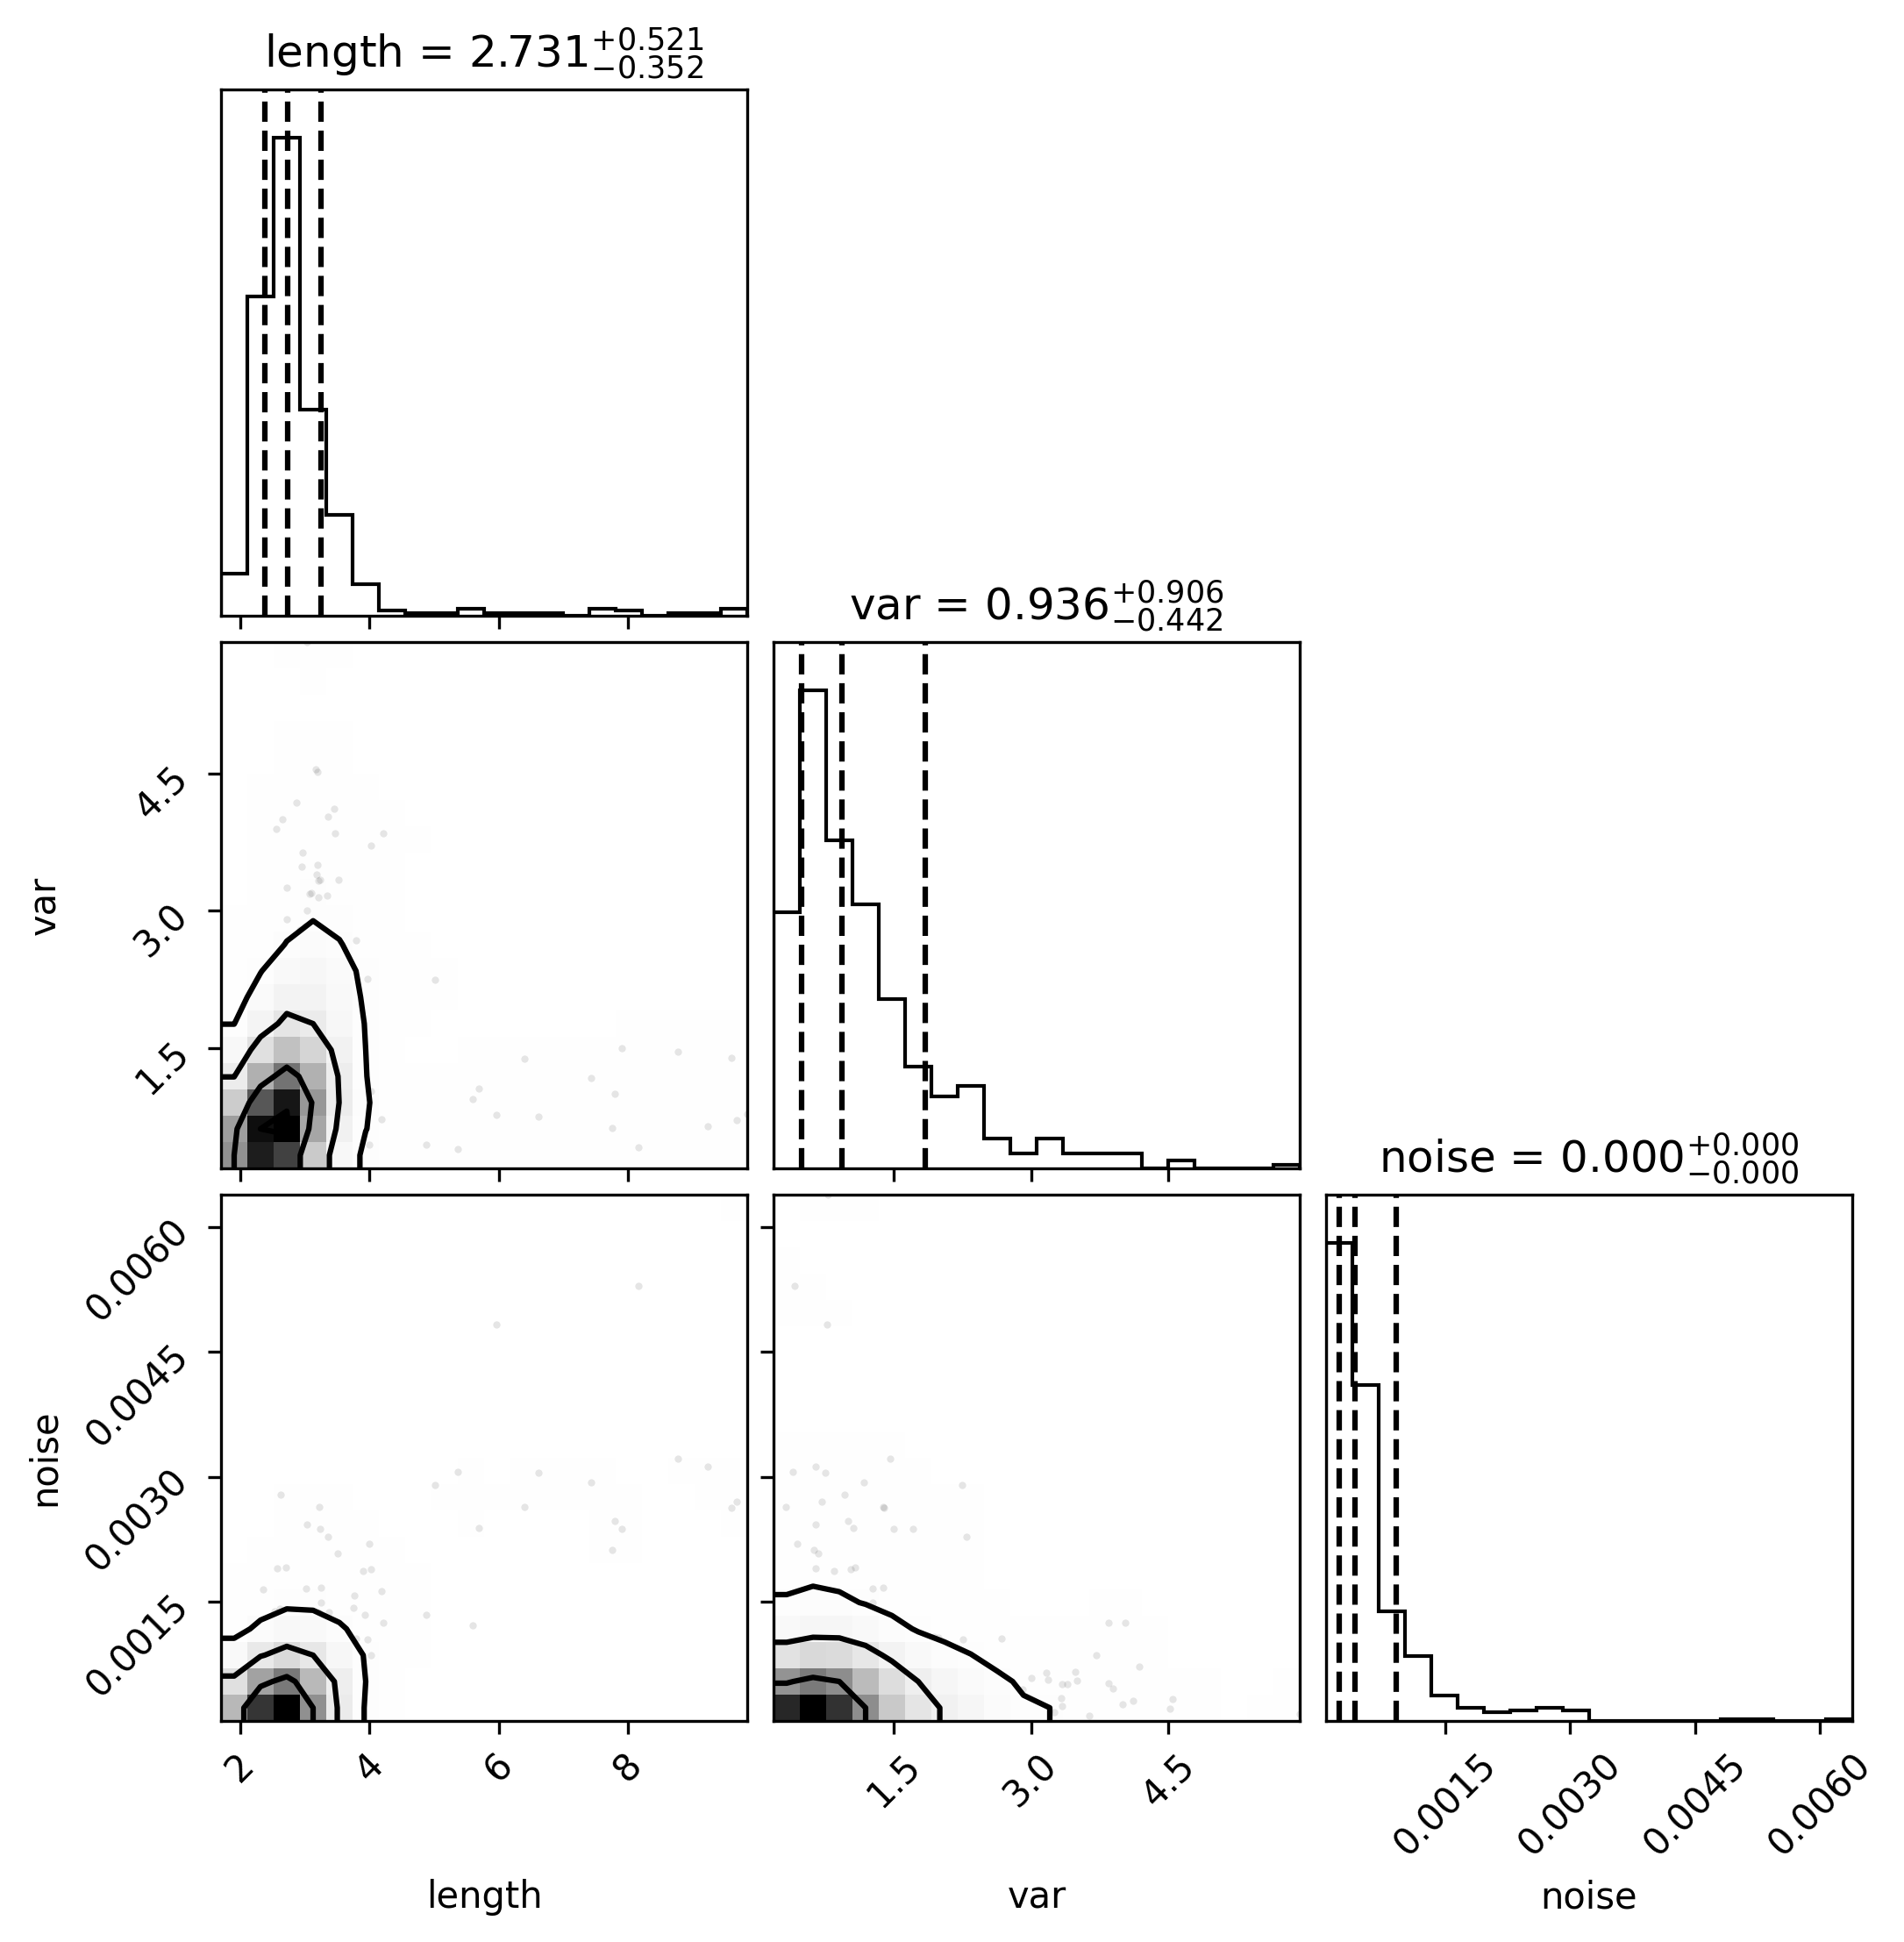 length = 2.731 +0.521 −0.352
var = 0.936 +0.906 −0.442
4.5
3.0
1.5
var
noise = 0.000 +0.000 −0.000
0.0060
0.0045
0.0030
0.0015
noise
2 4 6 8
1.5 3.0 4.5
0.0015 0.0030 0.0045 0.0060
length var noise